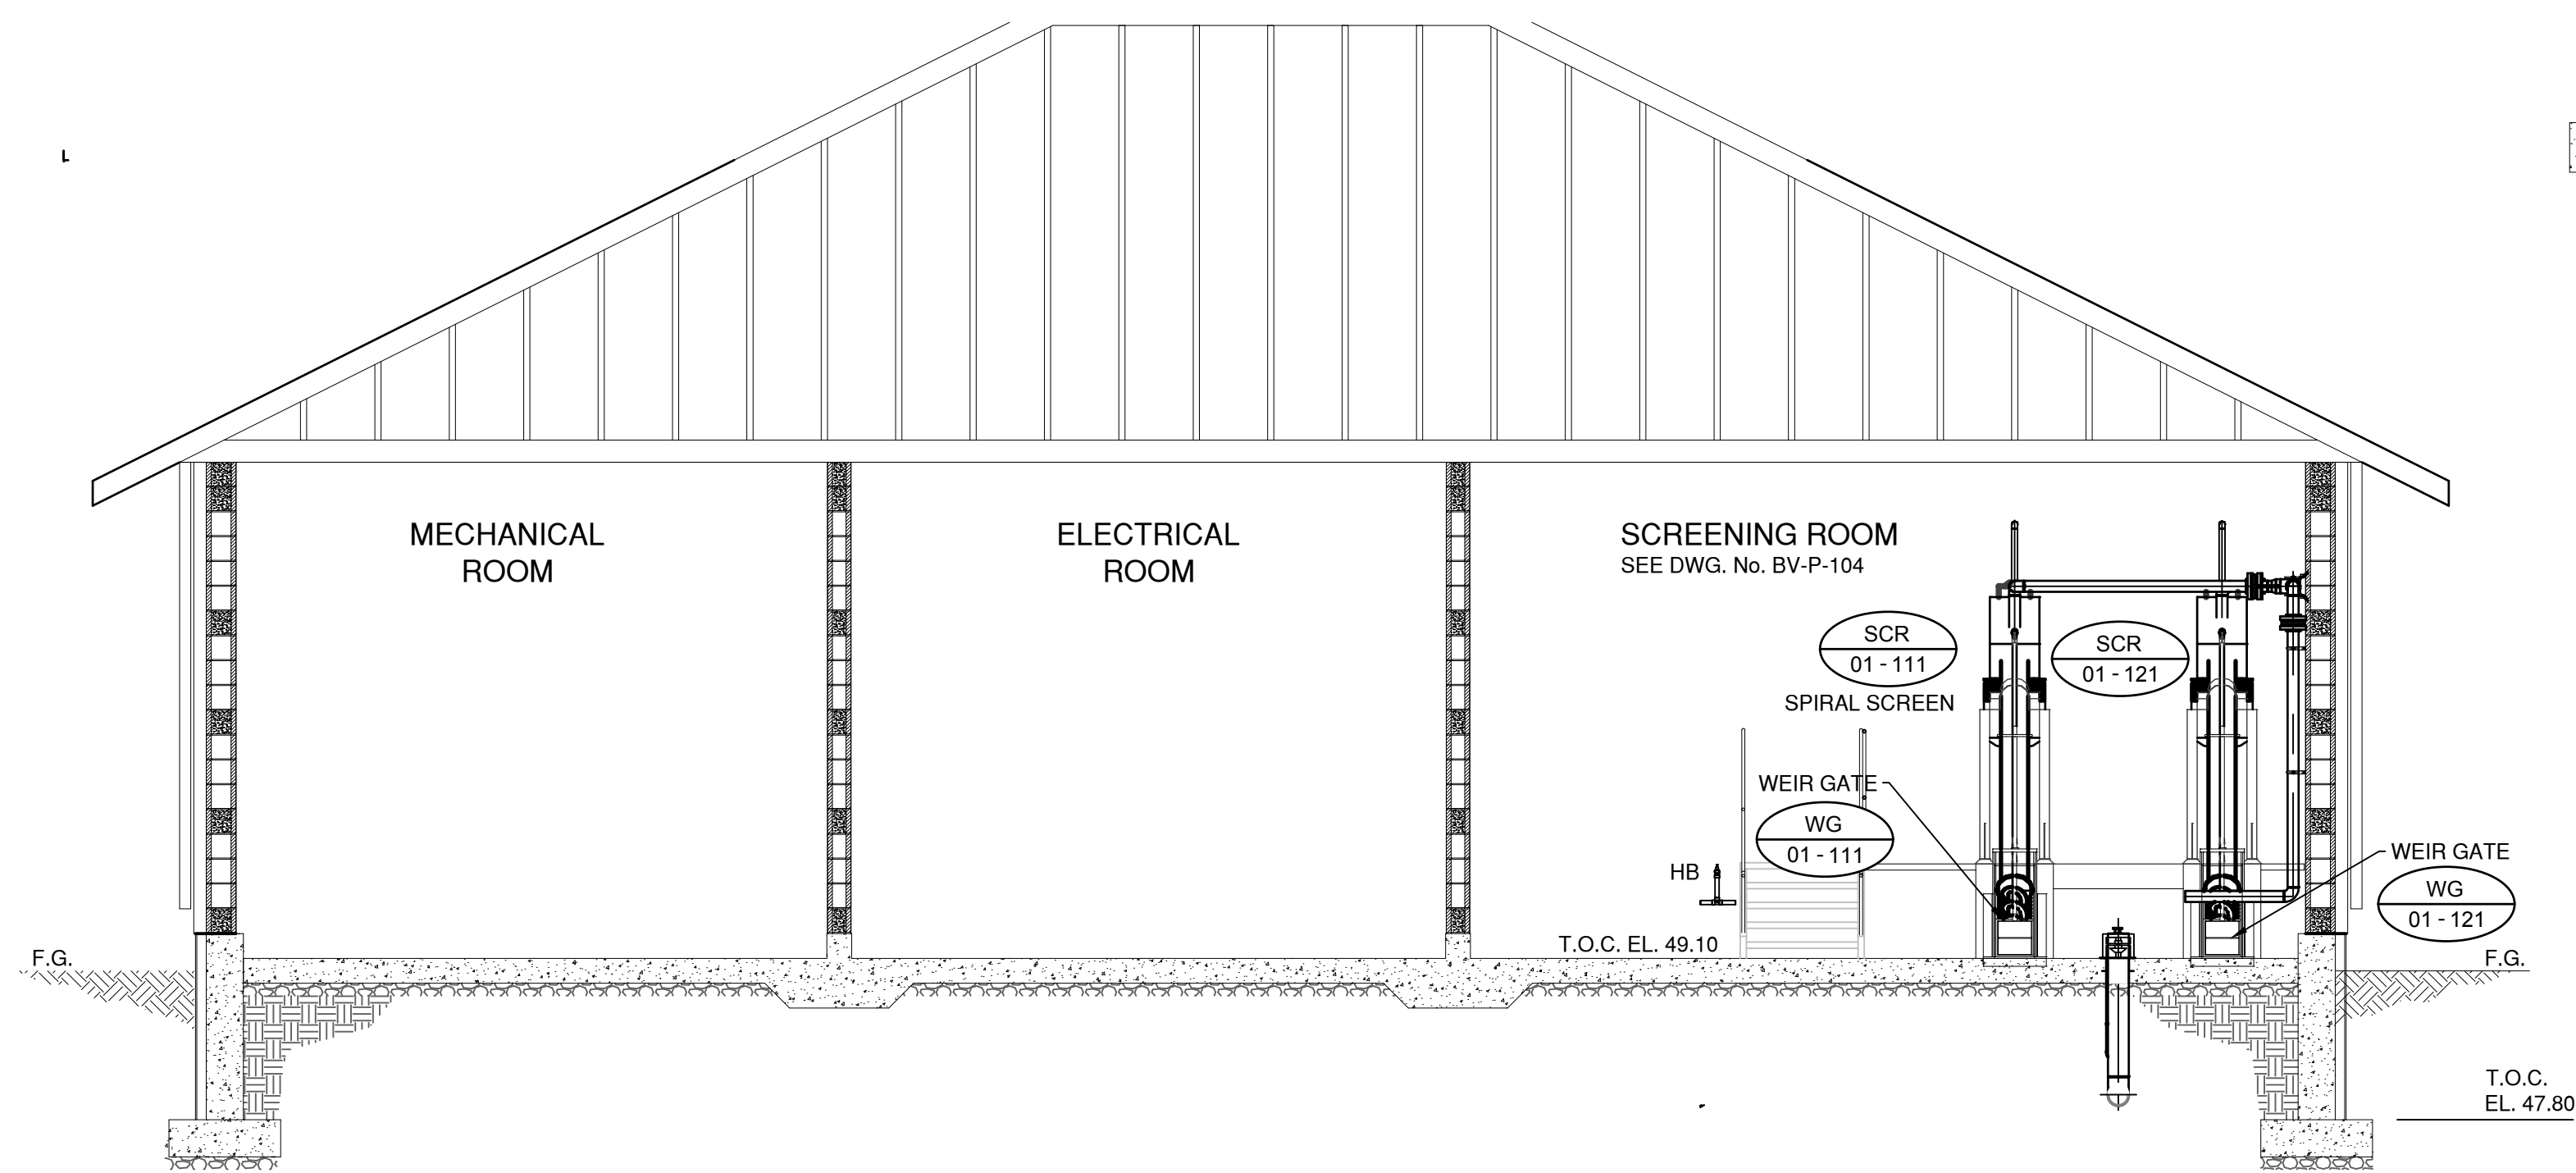 MECHANICAL
ROOM
ELECTRICAL
ROOM
SCREENING ROOM
SEE DWG. No. BV-P-104
SCR
01 - 111
SCR
01 - 121
SPIRAL SCREEN
WEIR GATE
WG
01 - 111
HB
WEIR GATE
WG
01 - 121
T.O.C. EL. 49.10
F.G.
F.G.
T.O.C.
EL. 47.80